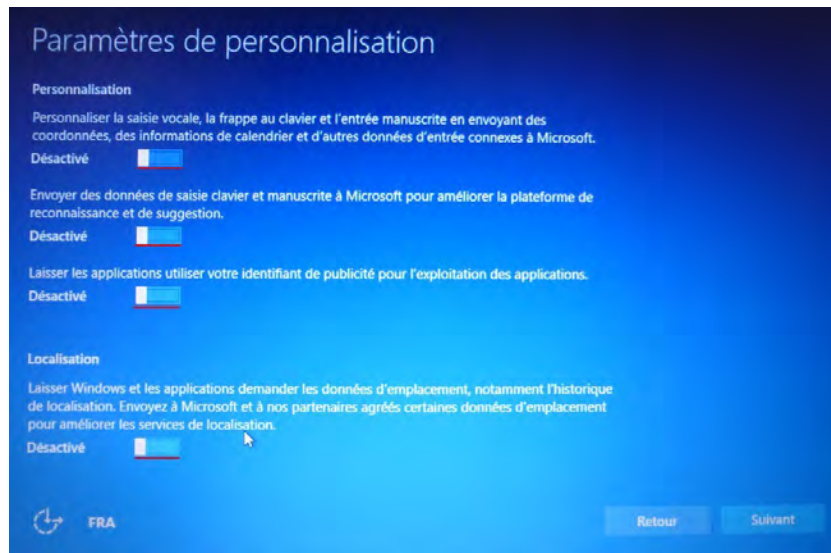 Paramètres de personnalisation
Personnalisation
Personnaliser la saisie vocale, la frappe au clavier et l'entrée manuscrite en envoyant des
coordonnées, des informations de calendrier et d'autres données d'entrée connexes à Microsoft.
Désactivé
Envoyer des données de saisie clavier et manuscrite à Microsoft pour améliorer la plateforme de
reconnaissance et de suggestion.
Désactivé
Laisser les applications utiliser votre identifiant de publicité pour l'exploitation des applications.
Désactivé
Localisation
Laisser Windows et les applications demander les données d'emplacement, notamment l'historique
de localisation. Envoyez à Microsoft et à nos partenaires agréés certaines données d'emplacement
pour améliorer les services de localisation.
Désactivé
FRA
Retour
Suivant